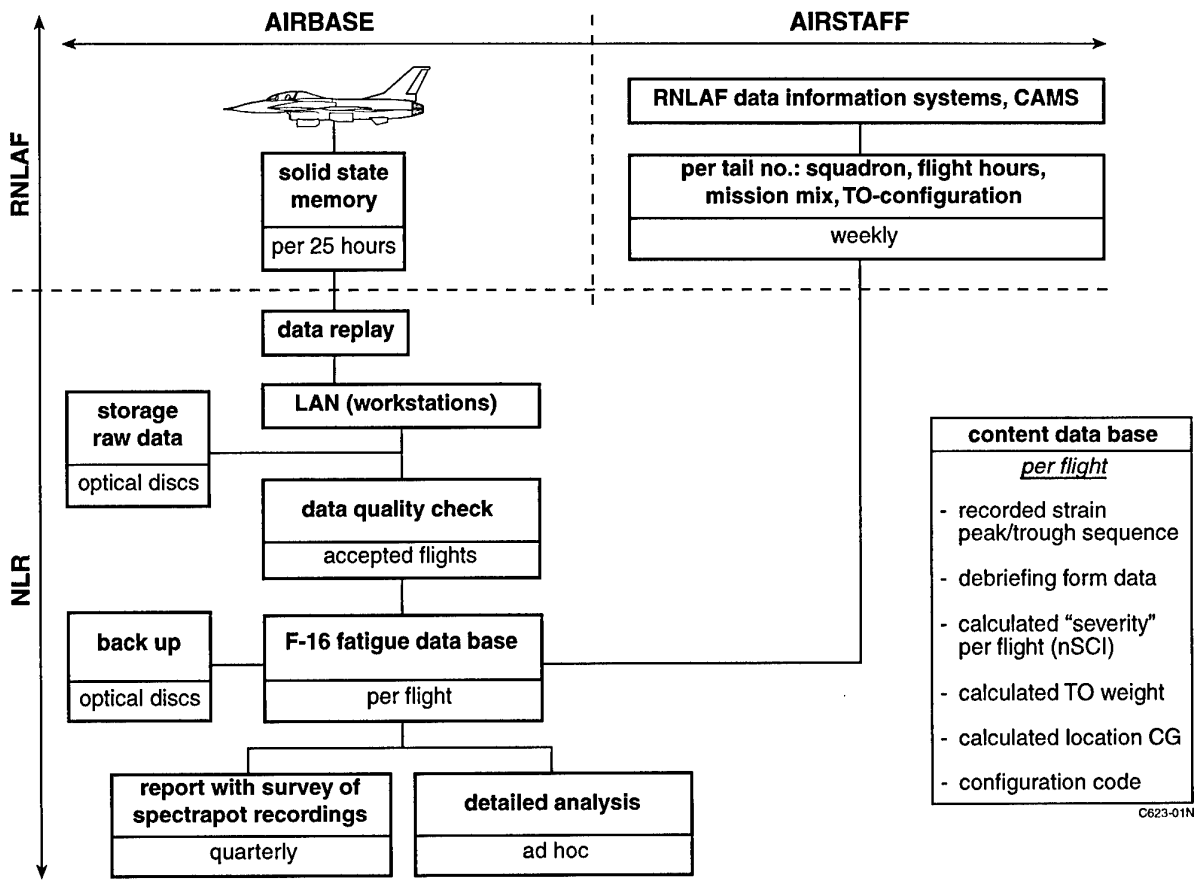 AIRBASE
AIRSTAFF
RNLAF
NLR
solid state
memory
per 25 hours
RNLAF data information systems, CAMS
per tail no.: squadron, flight hours,
mission mix, TO-configuration
weekly
data replay
LAN (workstations)
storage
raw data
optical discs
data quality check
accepted flights
back up
optical discs
F-16 fatigue data base
per flight
report with survey of
spectrapot recordings
quarterly
detailed analysis
ad hoc
content data base
per flight
- recorded strain
peak/trough sequence
- debriefing form data
- calculated “severity”
per flight (nSCI)
- calculated TO weight
- calculated location CG
- configuration code
C623-01N